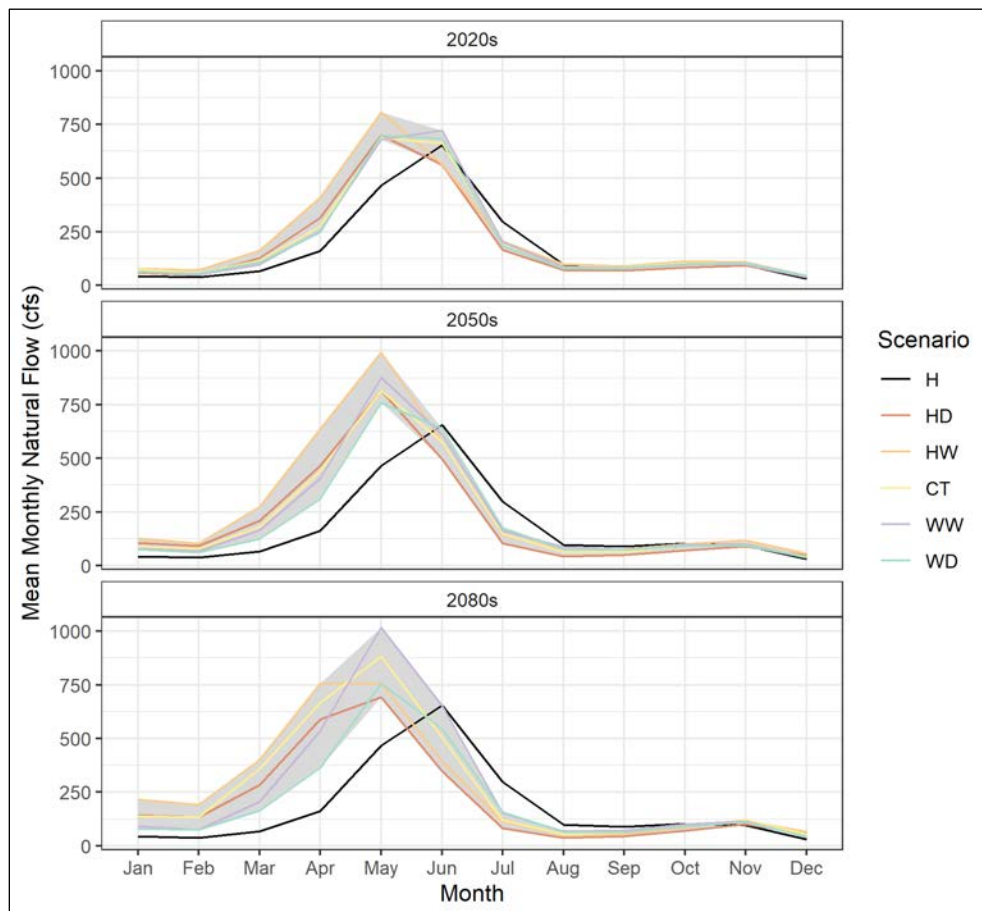 2020s
1000
750
500
250
0
2050s
1000
750
500
250
0
2080s
1000
750
500
250
0
Jan Feb Mar Apr May Jun Jul Aug Sep Oct Nov Dec
Month
Mean Monthly Natural Flow (cfs)
Scenario
H
HD
HW
CT
WW
WD